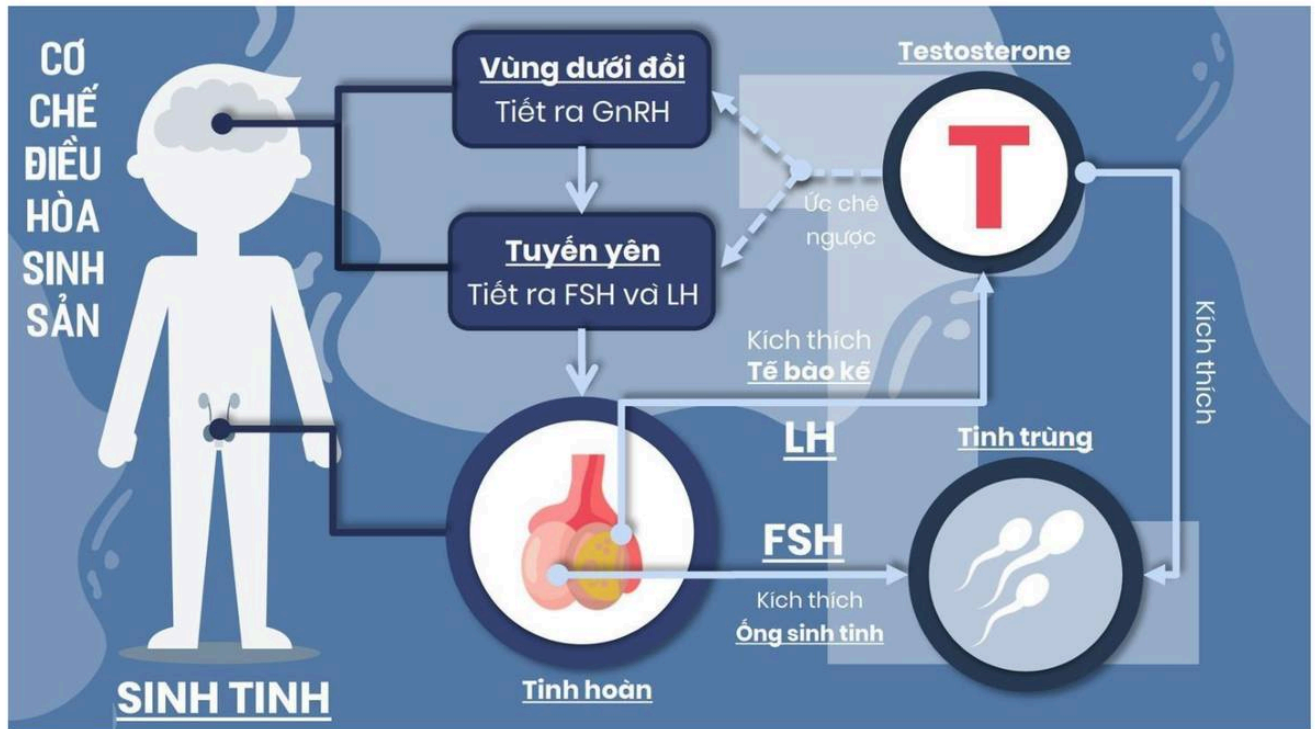 CƠ
CHẾ
ĐIỀU
HÒA
SINH
SẢN
Vùng dưới đồi
Tiết ra GnRH
Tuyến yên
Tiết ra FSH và LH
Testosterone
T
Ức chê
ngược
Kích thích
Tế bào kẽ
LH
Kích thích
Tinh trùng
FSH
Kích thích
Ống sinh tinh
Tinh hoàn
SINH TINH